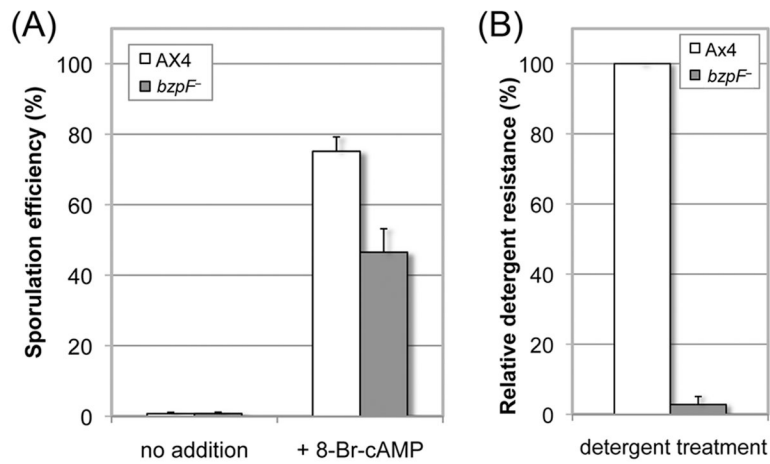 (A)
Sporulation efficiency (%)
100
80
60
40
20
0
AX4
bzpF–
no addition
+ 8-Br-cAMP
(B)
Relative detergent resistance (%)
100
80
60
40
20
0
Ax4
bzpF–
detergent treatment